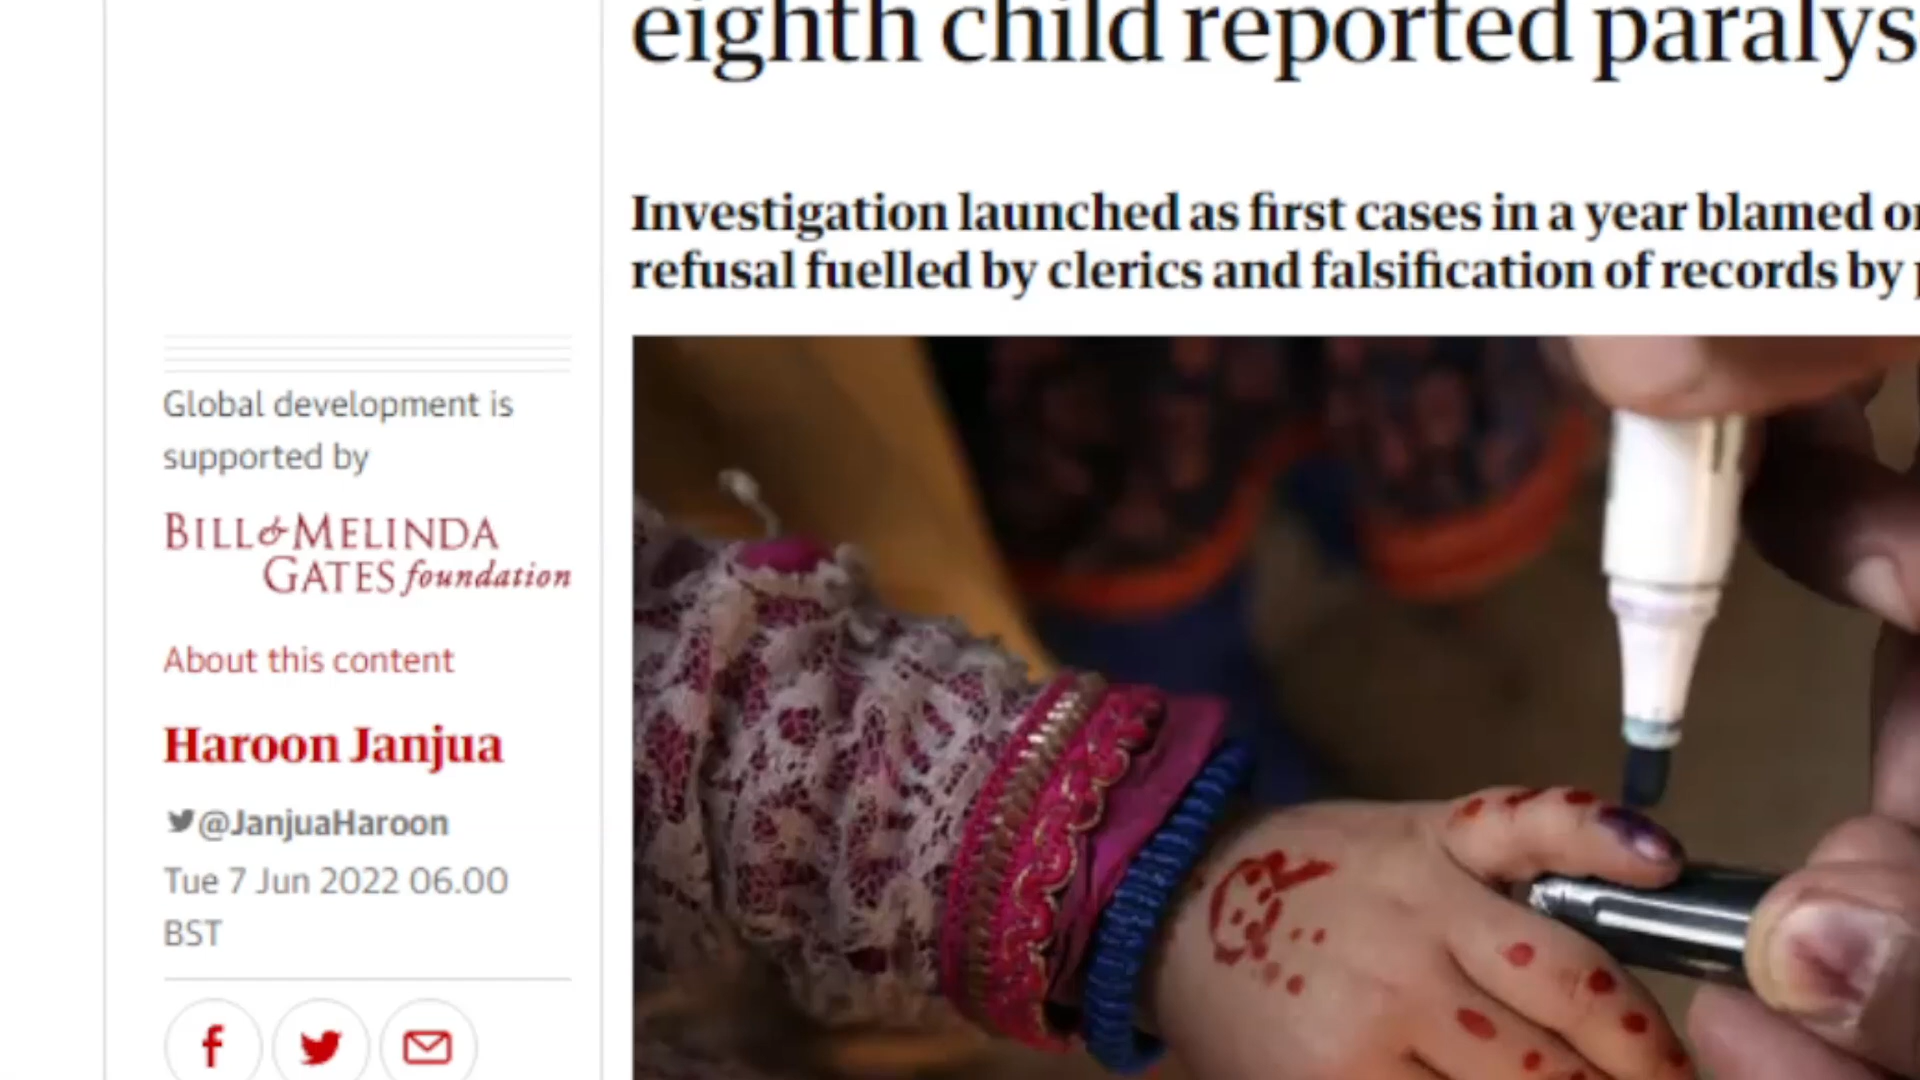 eighth child reported
Investigation launched as first cases in a year blamed
refusal fuelled by clerics and falsification of records by
Global development is
supported by
BILL & MELINDA
GATES foundation
About this content
Haroon Janjua
@JanjuaHaroon
Tue 7 Jun 2022 06.00
BST